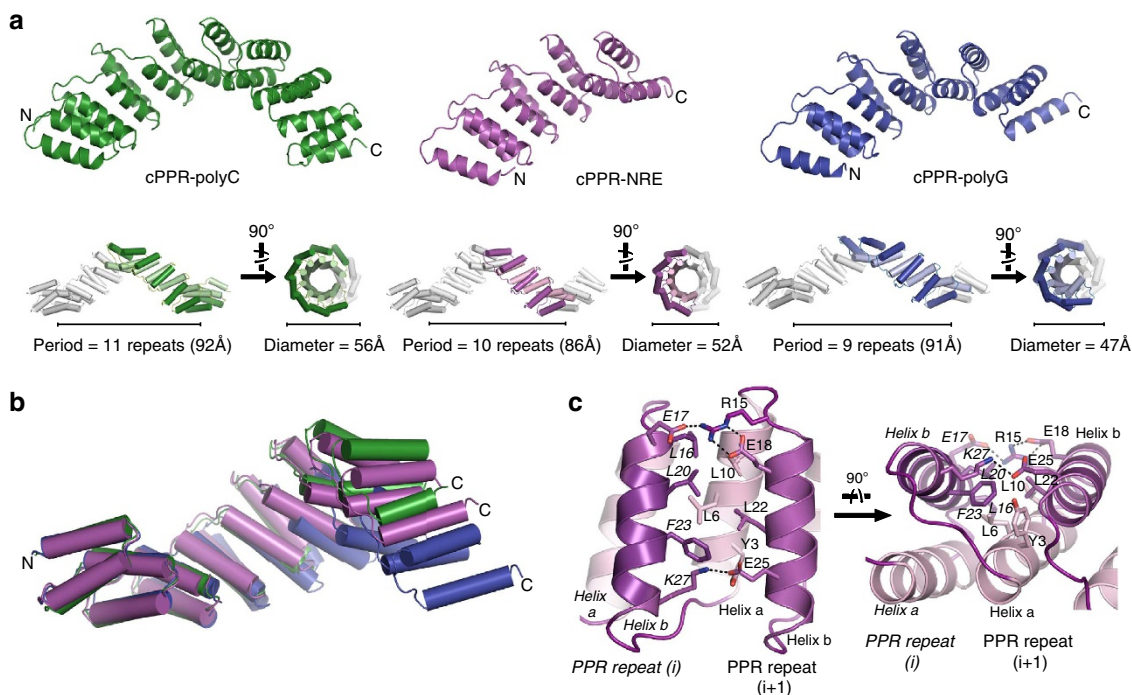 a
N
C
cPPR-polyC
N
C
cPPR-NRE
N
C
cPPR-polyG
90°
90°
90°
Period = 11 repeats (92Å)
Diameter = 56Å
Period = 10 repeats (86Å)
Diameter = 52Å
Period = 9 repeats (91Å)
Diameter = 47Å
b
N
C
C
C
c
E17
R15
L16
E18
L20
L10
L6
L22
F23
Y3
E25
K27
Helix a
Helix b
Helix a
Helix b
PPR repeat (i)
PPR repeat
(i+1)
90°
Helix b
E17
R15
E18
Helix b
K27
E25
L20
L10
L22
F23
L16
L6
Y3
Helix a
Helix a
PPR repeat
(i)
PPR repeat
(i+1)